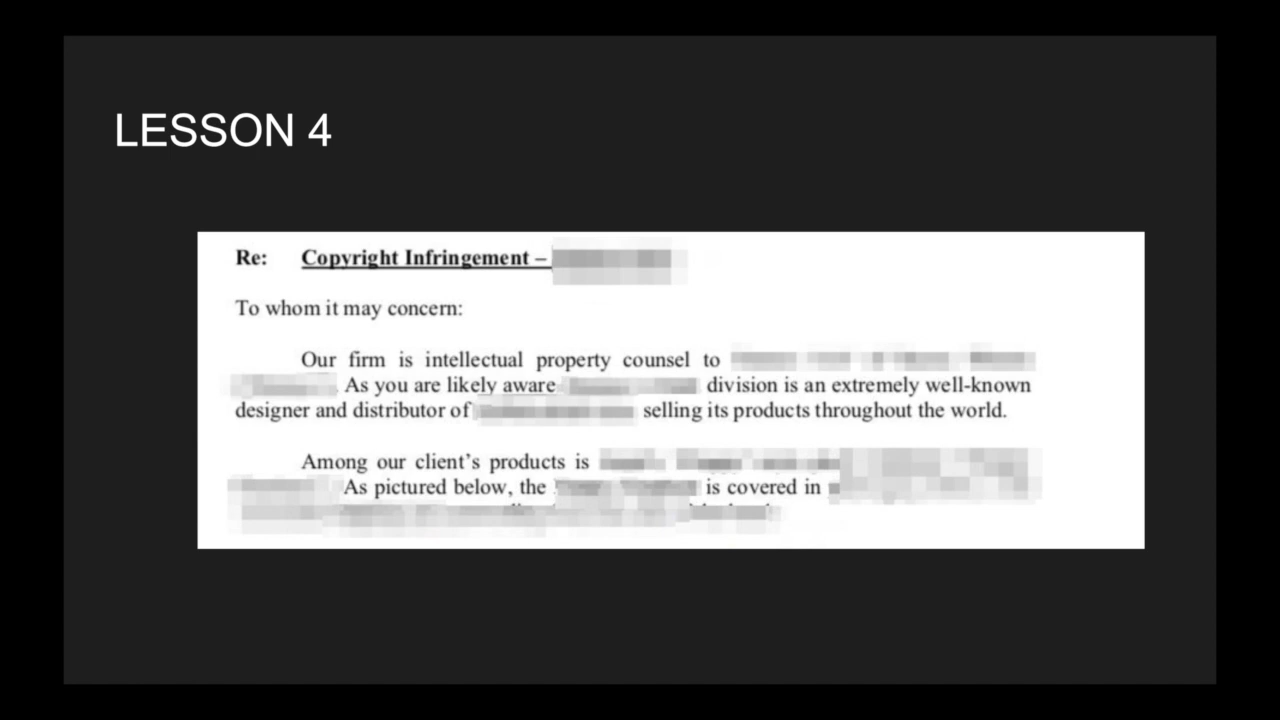 LESSON 4
Re: Copyright Infringement –
To whom it may concern:
Our firm is intellectual property counsel to
. As you are likely aware division is an extremely well-known
designer and distributor of selling its products throughout the world.
Among our client's products is
As pictured below, the is covered in